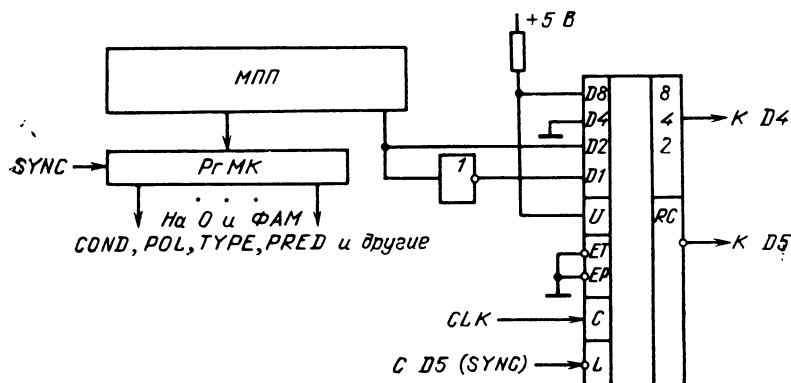 +5 В
МПП
SYNC
РгМК
. . .
На О и ФАМ
COND, POL, TYPE, PRED и другие
1
D8
D4
D2
D1
U
ET
EP
C
L
8
4
2
RC
К D4
К D5
CLK
С D5 (SYNC)